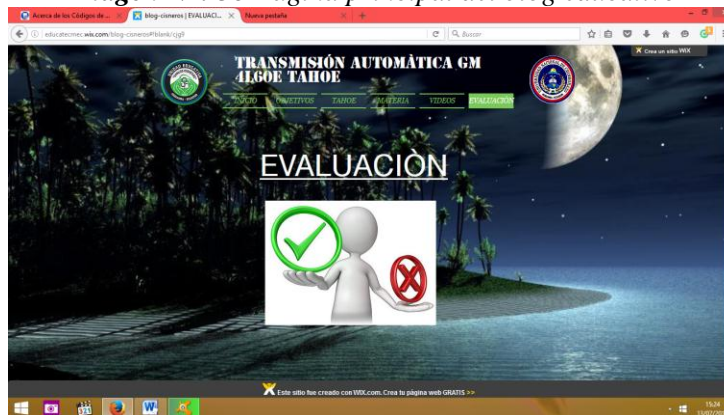 Acerca de los Códigos de ...
blog-cisneros | EVALUACI...
Nueva pestaña
educatecmec.wix.com/blog-cisneros#!blank/cjg9
Buscar
Crea un sitio WiX
TRANSMISIÓN AUTOMÀTICA GM
4L60E TAHOE
INICIO OBJETIVOS TAHOE MATERIA VIDEOS EVALUACIÓN
EVALUACIÒN
Este sitio fue creado con WIX.com. Crea tu página web GRATIS >>
15:24